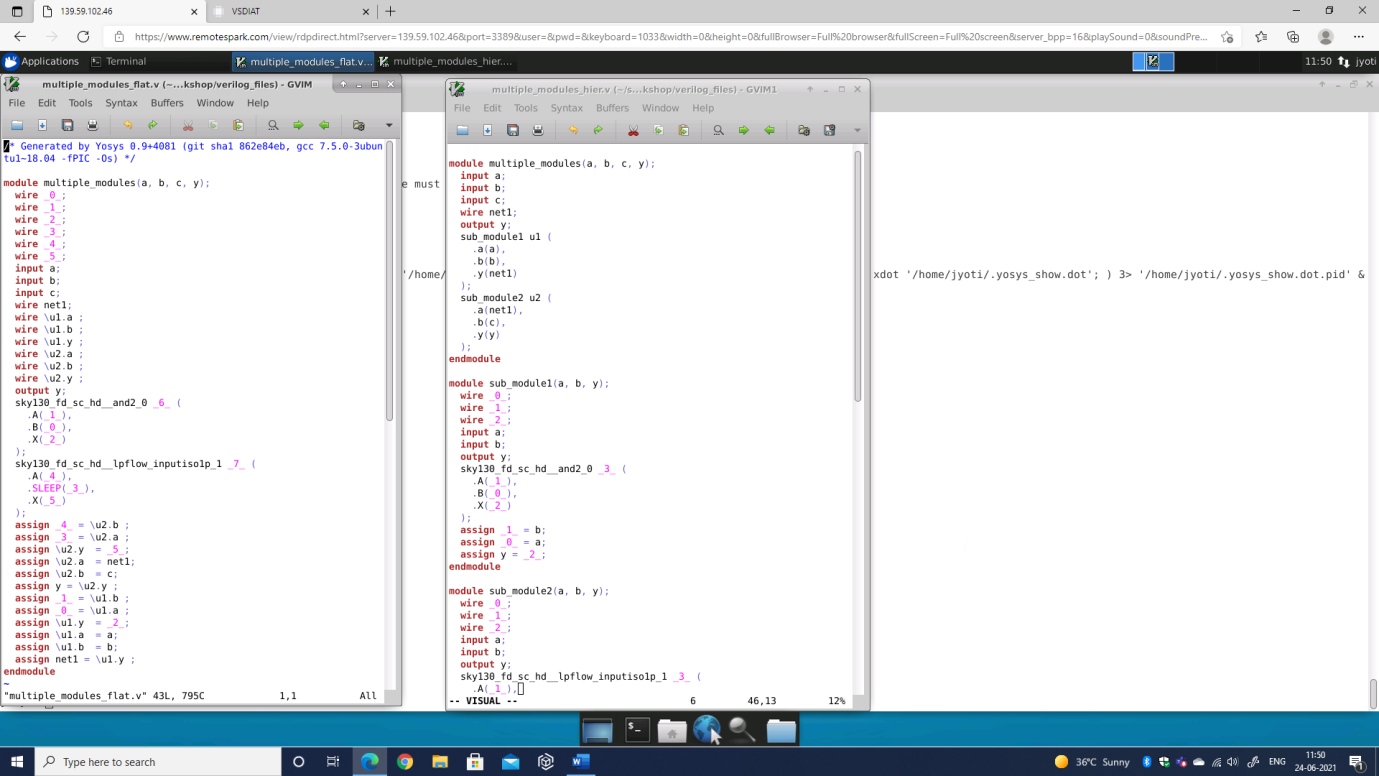 139.59.102.46
VSDIAT
https://www.remotespark.com/view/rdpdirect.html?server=139.59.102.46&port=3389&user=&pwd=&keyboard=1033&width=0&height=0&fullBrowser=Full%20browser&fullScreen=Full%20screen&server_bpp=16&playSound=0&soundPre...
Applications
Terminal
multiple_modules_flat.v...
multiple_modules_hier.v...
11:50
jyoti
multiple_modules_flat.v (~...kshop/verilog_files) - GVIM
File Edit Tools Syntax Buffers Window Help
/* Generated by Yosys 0.9+4081 (git sha1 862e84eb, gcc 7.5.0-3ubun
tu1~18.04 -fPIC -Os) */
module multiple_modules(a, b, c, y);
wire _0_;
wire _1_;
wire _2_;
wire _3_;
wire _4_;
wire _5_;
input a;
input b;
input c;
wire net1;
wire \u1.a ;
wire \u1.b ;
wire \u1.y ;
wire \u2.a ;
wire \u2.b ;
wire \u2.y ;
output y;
sky130_fd_sc_hd__and2_0 _6_ (
.A(_1_),
.B(_0_),
.X(_2_)
);
sky130_fd_sc_hd__lpflow_inputiso1p_1 _7_ (
.A(_4_),
.SLEEP(_3_),
.X(_5_)
);
assign _4_ = \u2.b ;
assign _3_ = \u2.a ;
assign \u2.y = _5_;
assign \u2.a = net1;
assign \u2.b = c;
assign y = \u2.y ;
assign _1_ = \u1.b ;
assign _0_ = \u1.a ;
assign \u1.y = _2_;
assign \u1.a = a;
assign \u1.b = b;
assign net1 = \u1.y ;
endmodule
~
"multiple_modules_flat.v" 43L, 795C 1,1 All
e must
'/home/
multiple_modules_hier.v (~/s...kshop/verilog_files) - GVIM1
File Edit Tools Syntax Buffers Window Help
module multiple_modules(a, b, c, y);
input a;
input b;
input c;
wire net1;
output y;
sub_module1 u1 (
.a(a),
.b(b),
.y(net1)
);
sub_module2 u2 (
.a(net1),
.b(c),
.y(y)
);
endmodule
module sub_module1(a, b, y);
wire _0_;
wire _1_;
wire _2_;
input a;
input b;
output y;
sky130_fd_sc_hd__and2_0 _3_ (
.A(_1_),
.B(_0_),
.X(_2_)
);
assign _1_ = b;
assign _0_ = a;
assign y = _2_;
endmodule
module sub_module2(a, b, y);
wire _0_;
wire _1_;
wire _2_;
input a;
input b;
output y;
sky130_fd_sc_hd__lpflow_inputiso1p_1 _3_ (
.A(_1_),
-- VISUAL -- 6 46,13 12%
xdot '/home/jyoti/.yosys_show.dot'; ) 3> '/home/jyoti/.yosys_show.dot.pid' &
Type here to search
36°C Sunny
ENG
11:50
24-06-2021